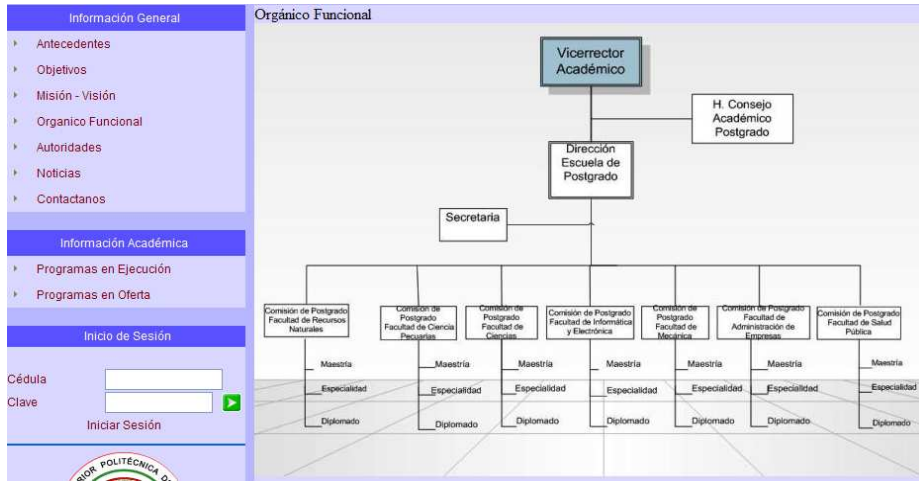 Información General
Antecedentes
Objetivos
Misión - Visión
Organico Funcional
Autoridades
Noticias
Contactanos
Información Académica
Programas en Ejecución
Programas en Oferta
Inicio de Sesión
Cédula
Clave
Iniciar Sesión
SUPERIOR POLITÉCNICA D
Orgánico Funcional
Vicerrector
Académico
H. Consejo
Académico
Postgrado
Dirección
Escuela de
Postgrado
Secretaria
Comisión de Postgrado
Facultad de Recursos
Naturales
Maestría
Especialidad
Diplomado
Comisión de
Postgrado
Facultad de Ciencia
Pecuarias
Maestría
Especialidad
Diplomado
Comisión de
Postgrado
Facultad de
Ciencias
Maestría
Especialidad
Diplomado
Comisión de Postgrado
Facultad de Informática
y Electrónica
Maestría
Especialidad
Diplomado
Comisión de
Postgrado
Facultad de
Mecánica
Maestría
Especialidad
Diplomado
Comisión de Postgrado
Facultad de
Administración de
Empresas
Maestría
Especialidad
Diplomado
Comisión de Postgrado
Facultad de Salud
Pública
Maestría
Especialidad
Diplomado